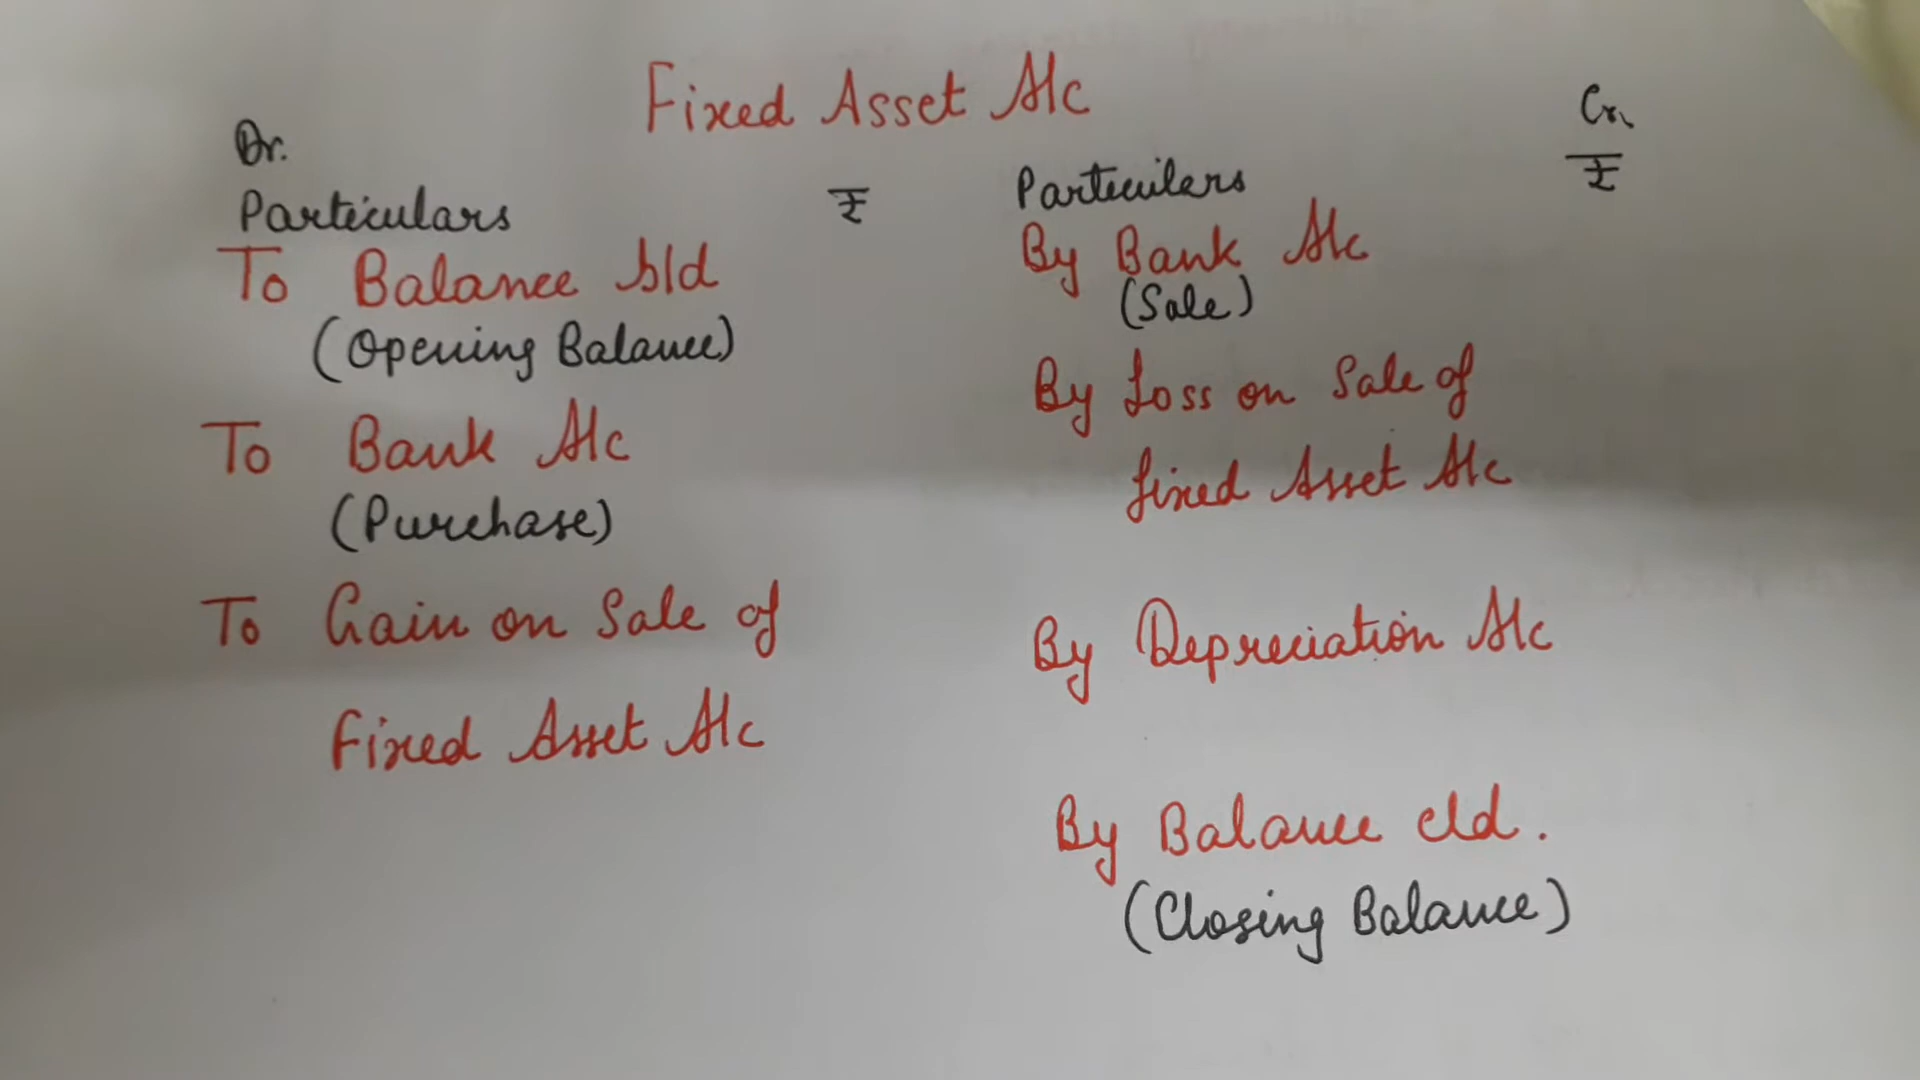 Fixed Asset A/c
Dr.
Cr.
Particulars ₹
Particulers ₹
To Balance b/d
(Opening Balance)
To Bank A/c
(Purchase)
To Gain on Sale of
Fixed Asset A/c
By Bank A/c
(Sale)
By Loss on Sale of
fixed Asset A/c
By Depreciation A/c
By Balance c/d.
(Closing Balance)